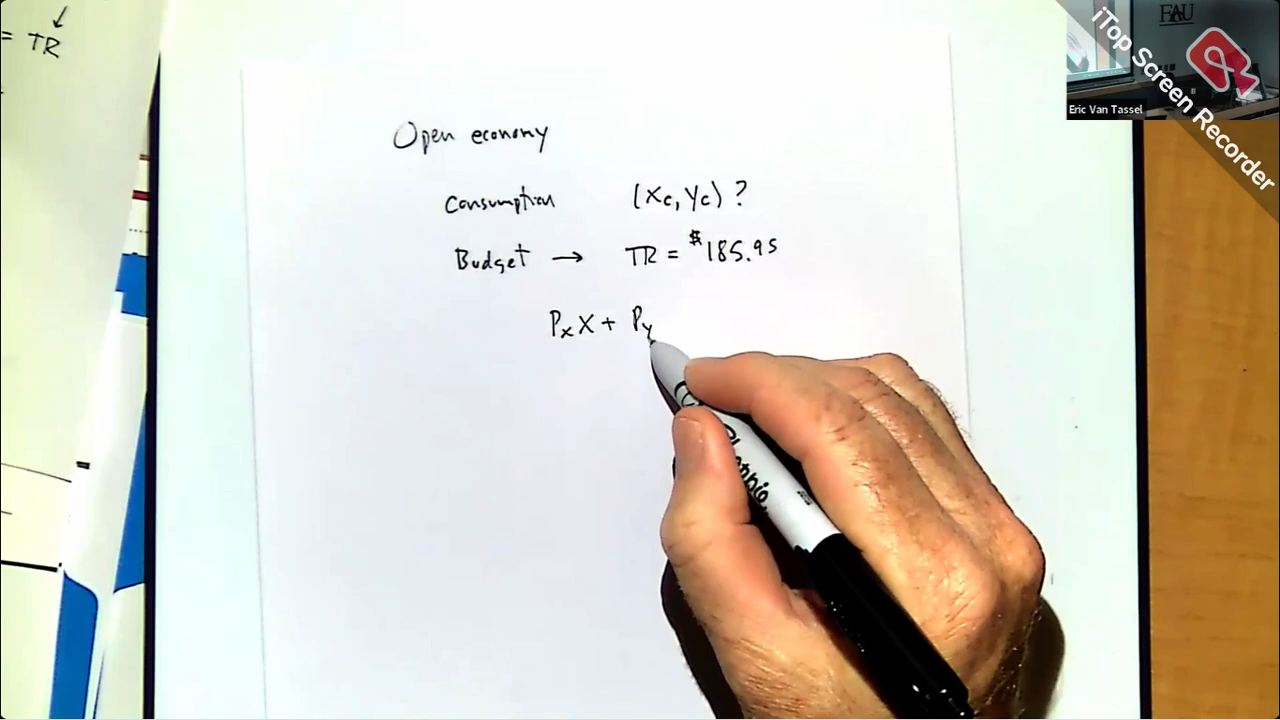 = TR
Open economy
Consumption (Xc, Yc) ?
Budget → TR = $185.95
PxX + Py
Sharpie
FAU
Eric Van Tassel
iTop Screen Recorder